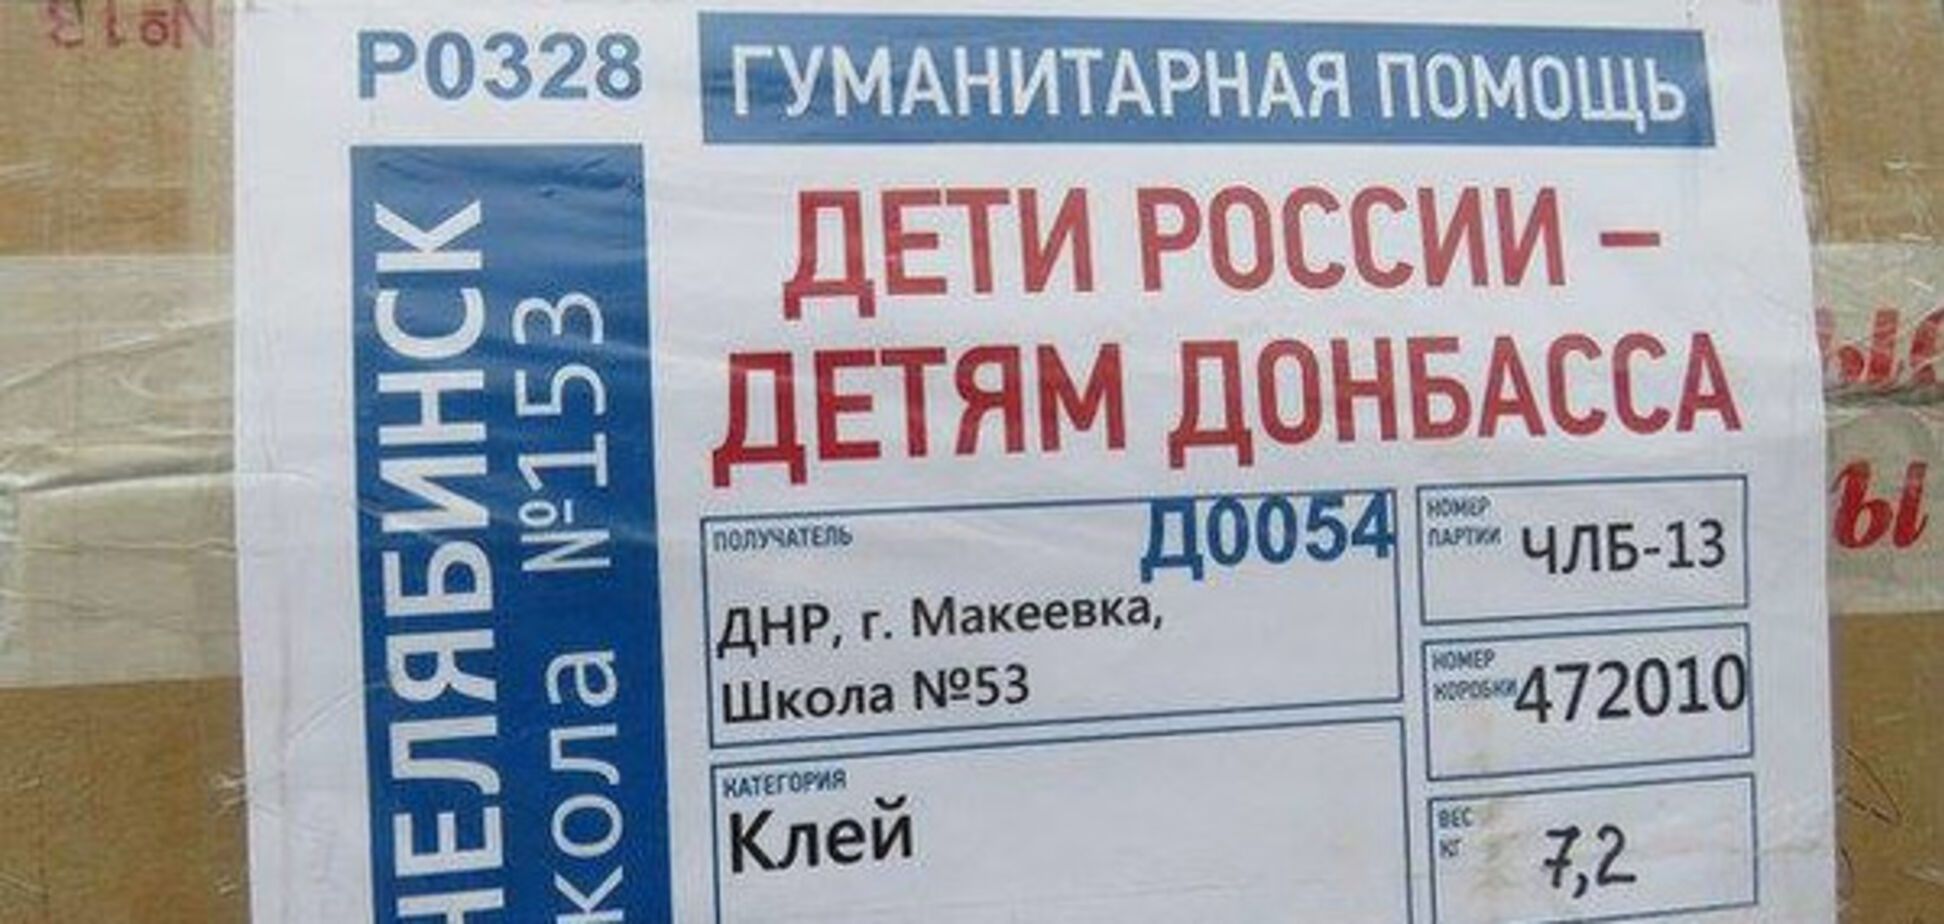 №13
Р0328
ГУМАНИТАРНАЯ ПОМОЩЬ
ДЕТИ РОССИИ –
ДЕТЯМ ДОНБАССА
ЧЕЛЯБИНСК
школа №153
ПОЛУЧАТЕЛЬ
Д0054
ДНР, г. Макеевка,
Школа №53
НОМЕР
ПАРТИИ
ЧЛБ-13
НОМЕР
КОРОБКИ
472010
КАТЕГОРИЯ
Клей
ВЕС
КГ
7,2